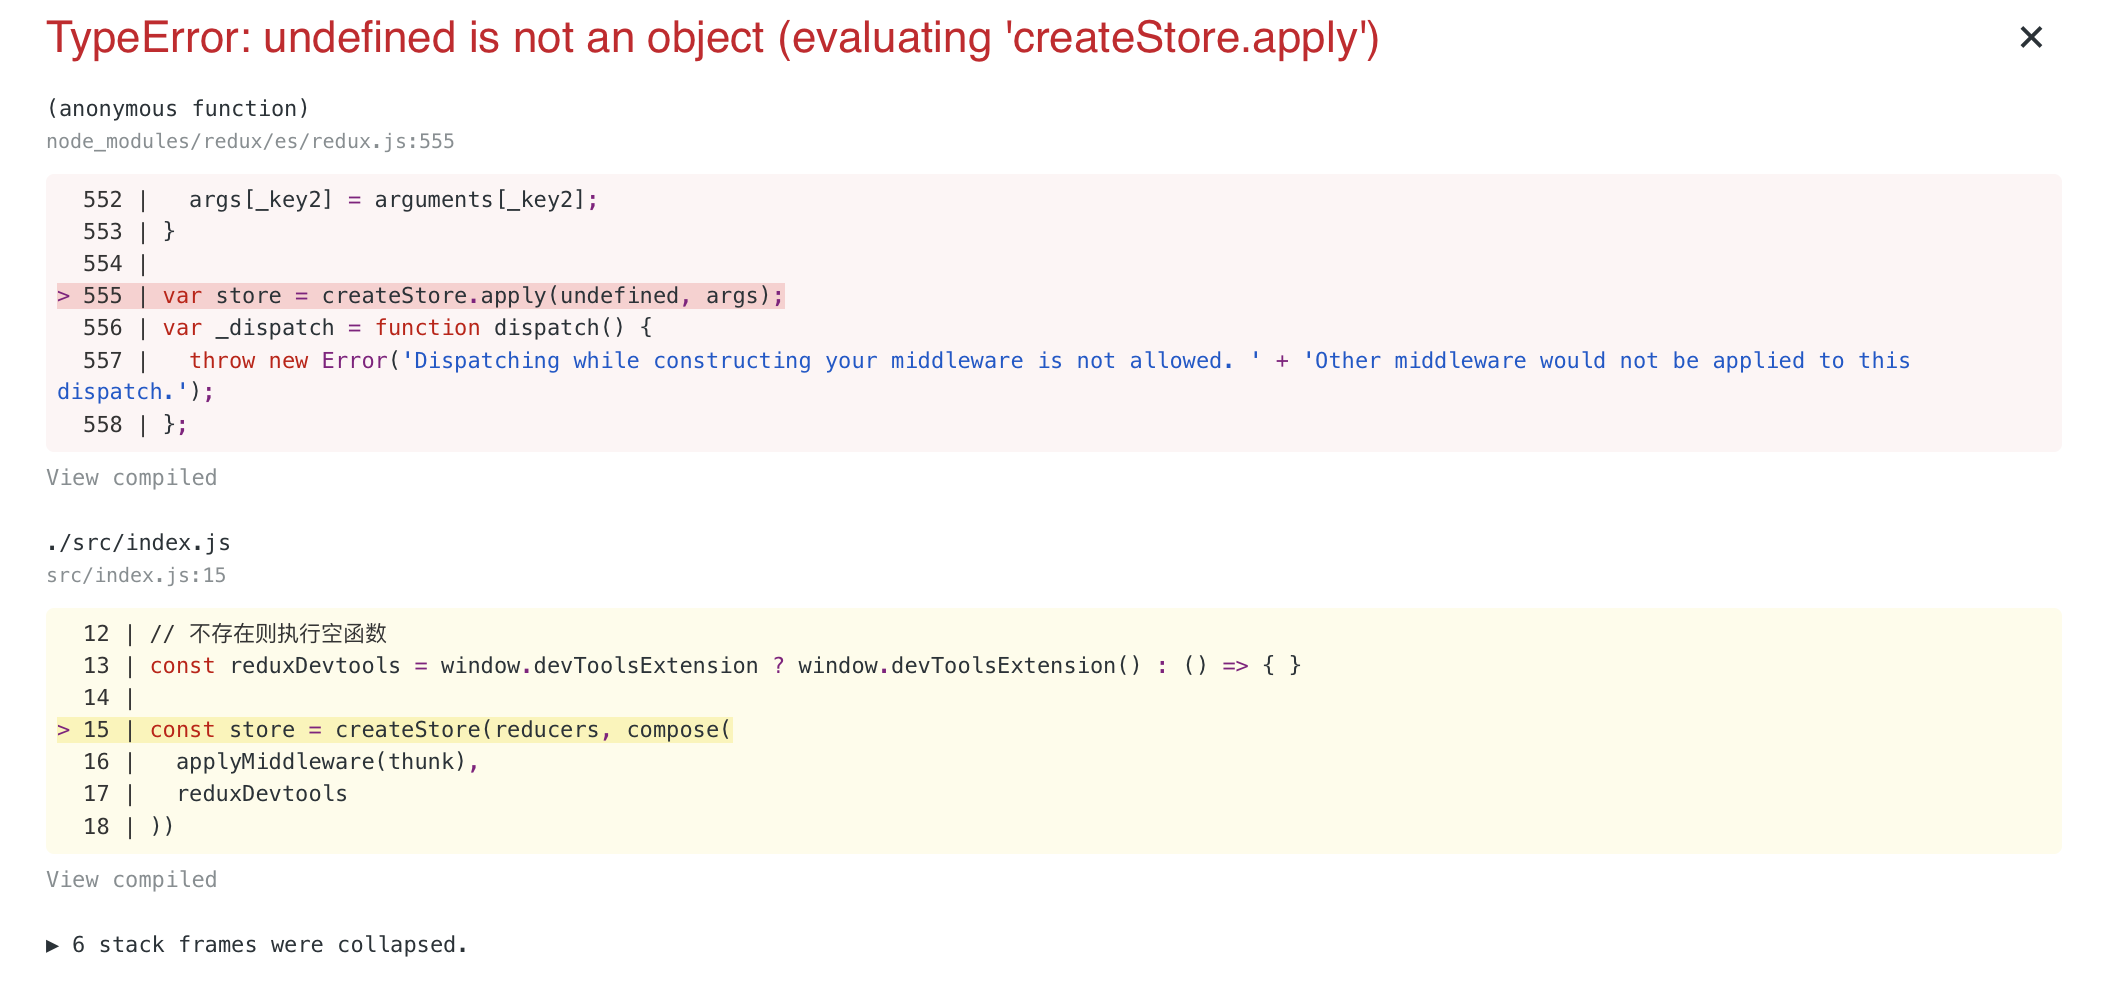 TypeError: undefined is not an object (evaluating 'createStore.apply')
×
(anonymous function)
node_modules/redux/es/redux.js:555
552 |   args[_key2] = arguments[_key2];
553 | }
554 |
> 555 | var store = createStore.apply(undefined, args);
556 | var _dispatch = function dispatch() {
557 |   throw new Error('Dispatching while constructing your middleware is not allowed. ' + 'Other middleware would not be applied to this
dispatch.');
558 | };
View compiled
./src/index.js
src/index.js:15
12 | // 不存在则执行空函数
13 | const reduxDevtools = window.devToolsExtension ? window.devToolsExtension() : () => { }
14 |
> 15 | const store = createStore(reducers, compose(
16 |   applyMiddleware(thunk),
17 |   reduxDevtools
18 | ))
View compiled
▶ 6 stack frames were collapsed.